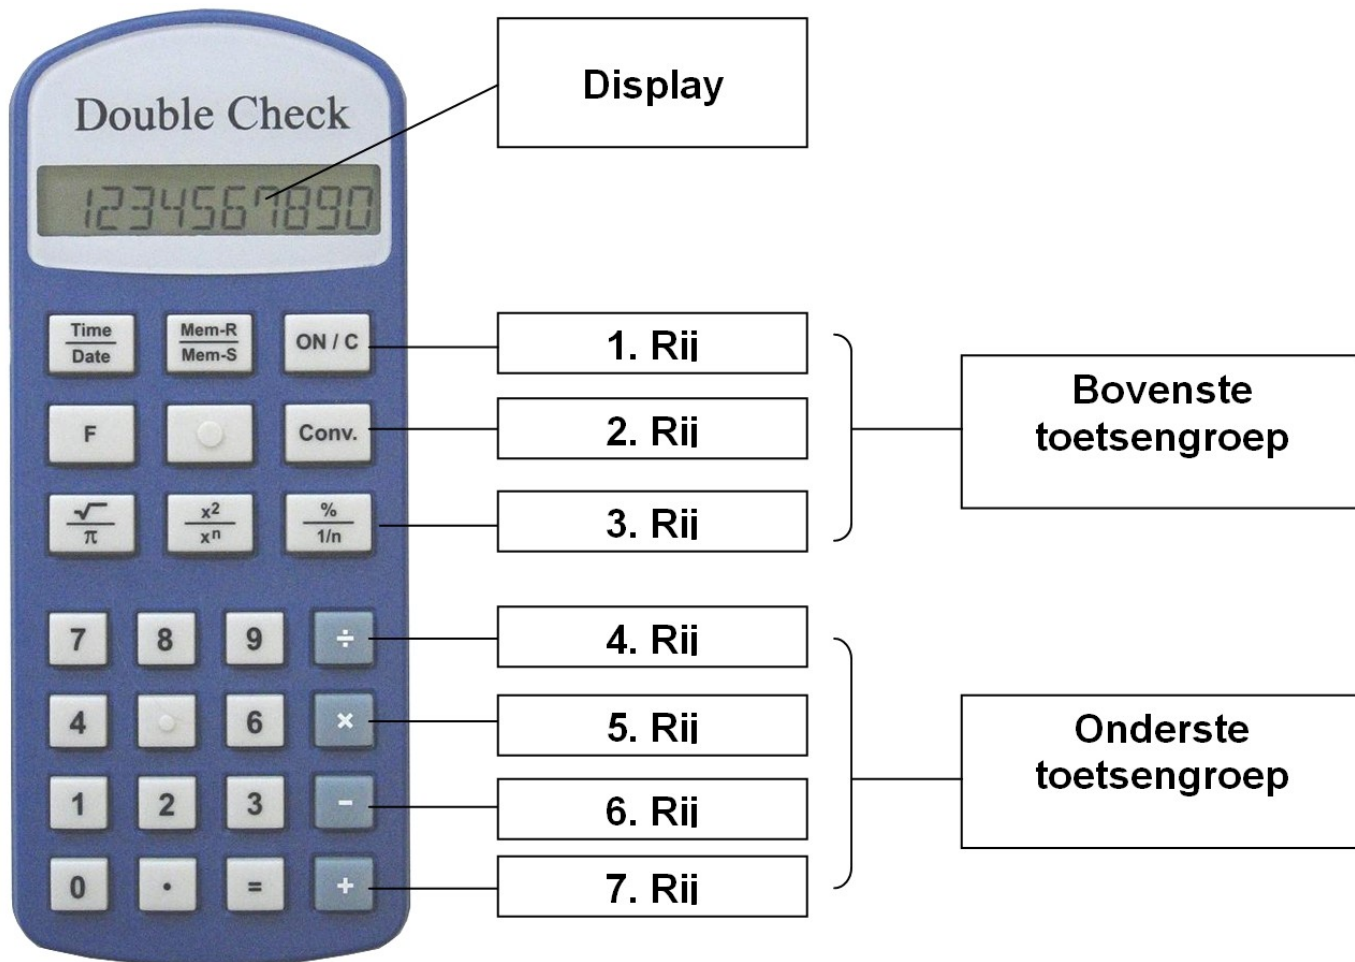 Double Check
1234567890
Display
Time
Date
Mem-R
Mem-S
ON / C
1. Rij
F
Conv.
2. Rij
√
π
x²
xⁿ
%
1/n
3. Rij
Bovenste
toetsengroep
7 8 9 ÷
4. Rij
4 6 ×
5. Rij
1 2 3 −
6. Rij
0 . = +
7. Rij
Onderste
toetsengroep